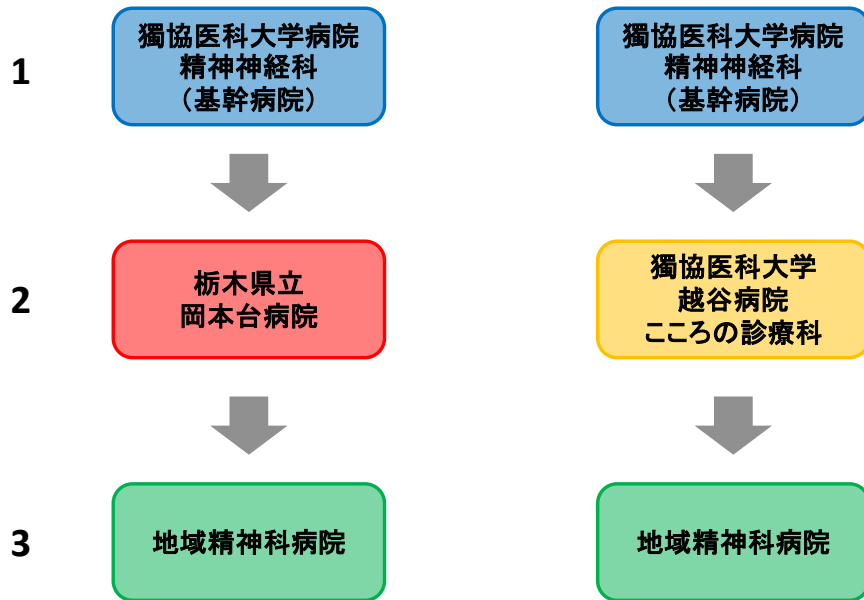 1
獨協医科大学病院
精神神経科
（基幹病院）
獨協医科大学病院
精神神経科
（基幹病院）
2
栃木県立
岡本台病院
獨協医科大学
越谷病院
こころの診療科
3
地域精神科病院
地域精神科病院